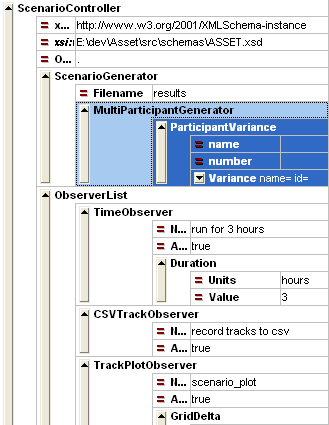 ScenarioController
x... http://www.w3.org/2001/XMLSchema-instance
xsi: E:\dev\Asset\src\schemas\ASSET.xsd
O... .
ScenarioGenerator
Filename results
MultiParticipantGenerator
ParticipantVariance
name
number
Variance name= id=
ObserverList
TimeObserver
N... run for 3 hours
A... true
Duration
Units hours
Value 3
CSVTrackObserver
N... record tracks to csv
A... true
TrackPlotObserver
N... scenario_plot
A... true
GridDelta